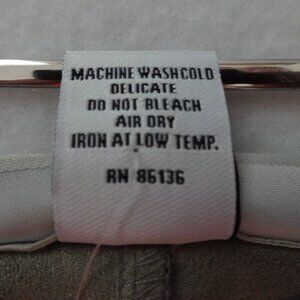 MACHINE WASH COLD
DELICATE
DO NOT BLEACH
AIR DRY
IRON AT LOW TEMP.
RN 86136